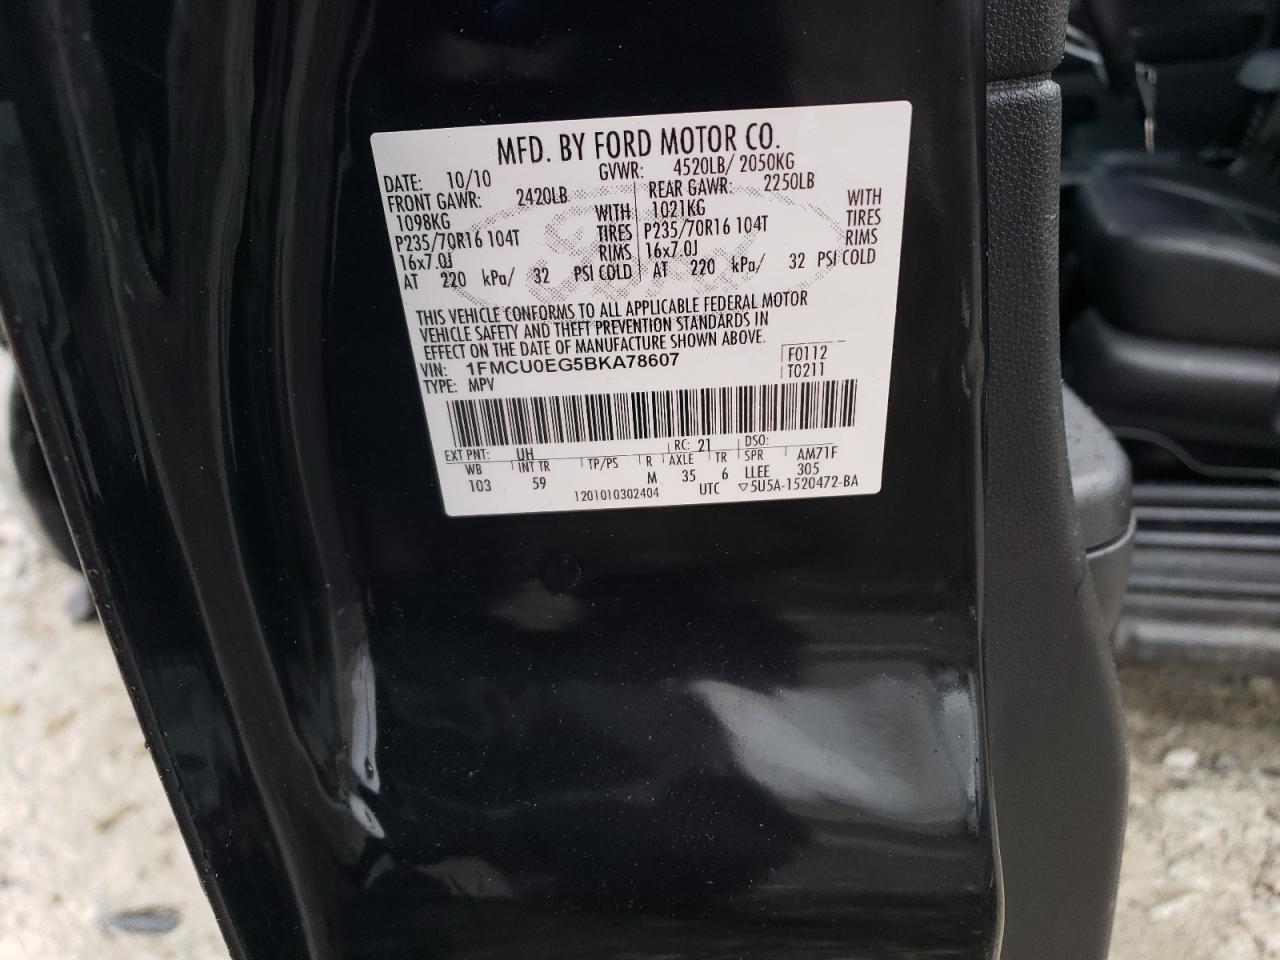 MFD. BY FORD MOTOR CO.
DATE: 10/10 GVWR: 4520LB/ 2050KG
FRONT GAWR: 2420LB REAR GAWR: 2250LB
1098KG WITH 1021KG WITH
P235/70R16 104T TIRES P235/70R16 104T TIRES
16x7.0J RIMS 16x7.0J RIMS
AT 220 kPa/ 32 PSI COLD AT 220 kPa/ 32 PSI COLD
THIS VEHICLE CONFORMS TO ALL APPLICABLE FEDERAL MOTOR
VEHICLE SAFETY AND THEFT PREVENTION STANDARDS IN
EFFECT ON THE DATE OF MANUFACTURE SHOWN ABOVE.
VIN: 1FMCU0EG5BKA78607 F0112
TYPE: MPV T0211
EXT PNT: UH RC: 21 DSO:
WB INT TR TP/PS R AXLE TR SPR AM71F
103 59 M 35 6 LLEE 305
1201010302404 UTC ▽5U5A-1520472-BA